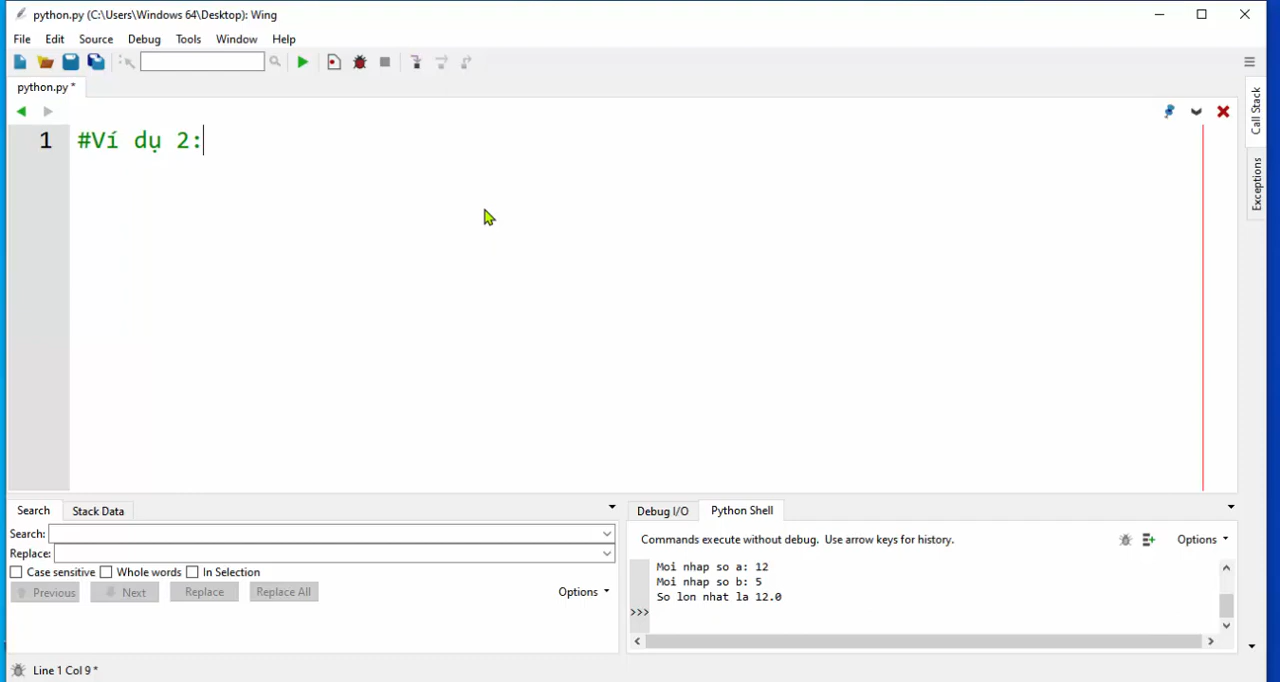 python.py (C:\Users\Windows 64\Desktop): Wing
File Edit Source Debug Tools Window Help
python.py *
Call Stack
Exceptions
1 #Ví dụ 2:
Search Stack Data
Search:
Replace:
Case sensitive Whole words In Selection
Previous Next Replace Replace All Options
Debug I/O Python Shell
Commands execute without debug. Use arrow keys for history. Options
Moi nhap so a: 12
Moi nhap so b: 5
So lon nhat la 12.0
>>>
Line 1 Col 9 *